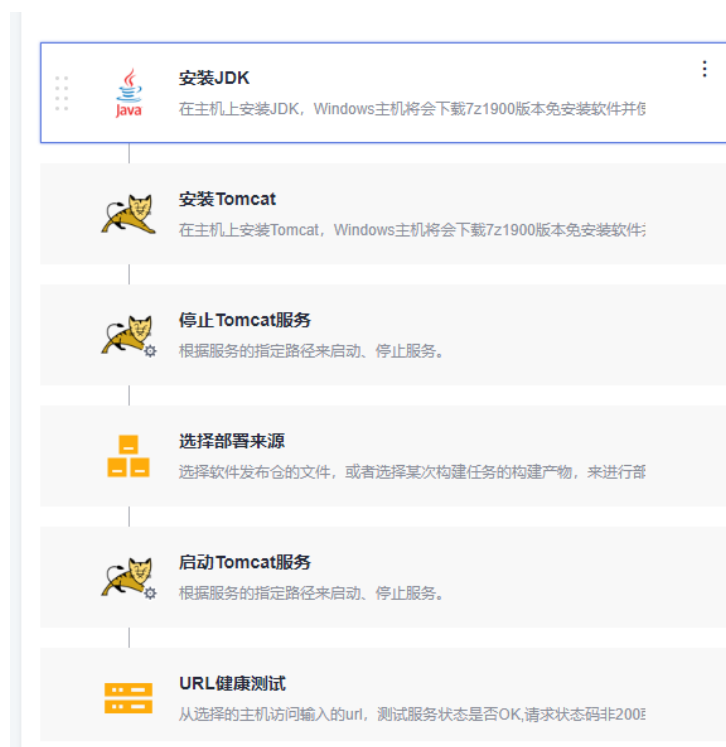 安装JDK
Java
在主机上安装JDK，Windows主机将会下载7z1900版本免安装软件并
安装Tomcat
在主机上安装Tomcat，Windows主机将会下载7z1900版本免安装软件
停止Tomcat服务
根据服务的指定路径来启动、停止服务。
选择部署来源
选择软件发布仓的文件，或者选择某次构建任务的构建产物，来进行部
启动Tomcat服务
根据服务的指定路径来启动、停止服务。
URL健康测试
从选择的主机访问输入的url，测试服务状态是否OK,请求状态码非200